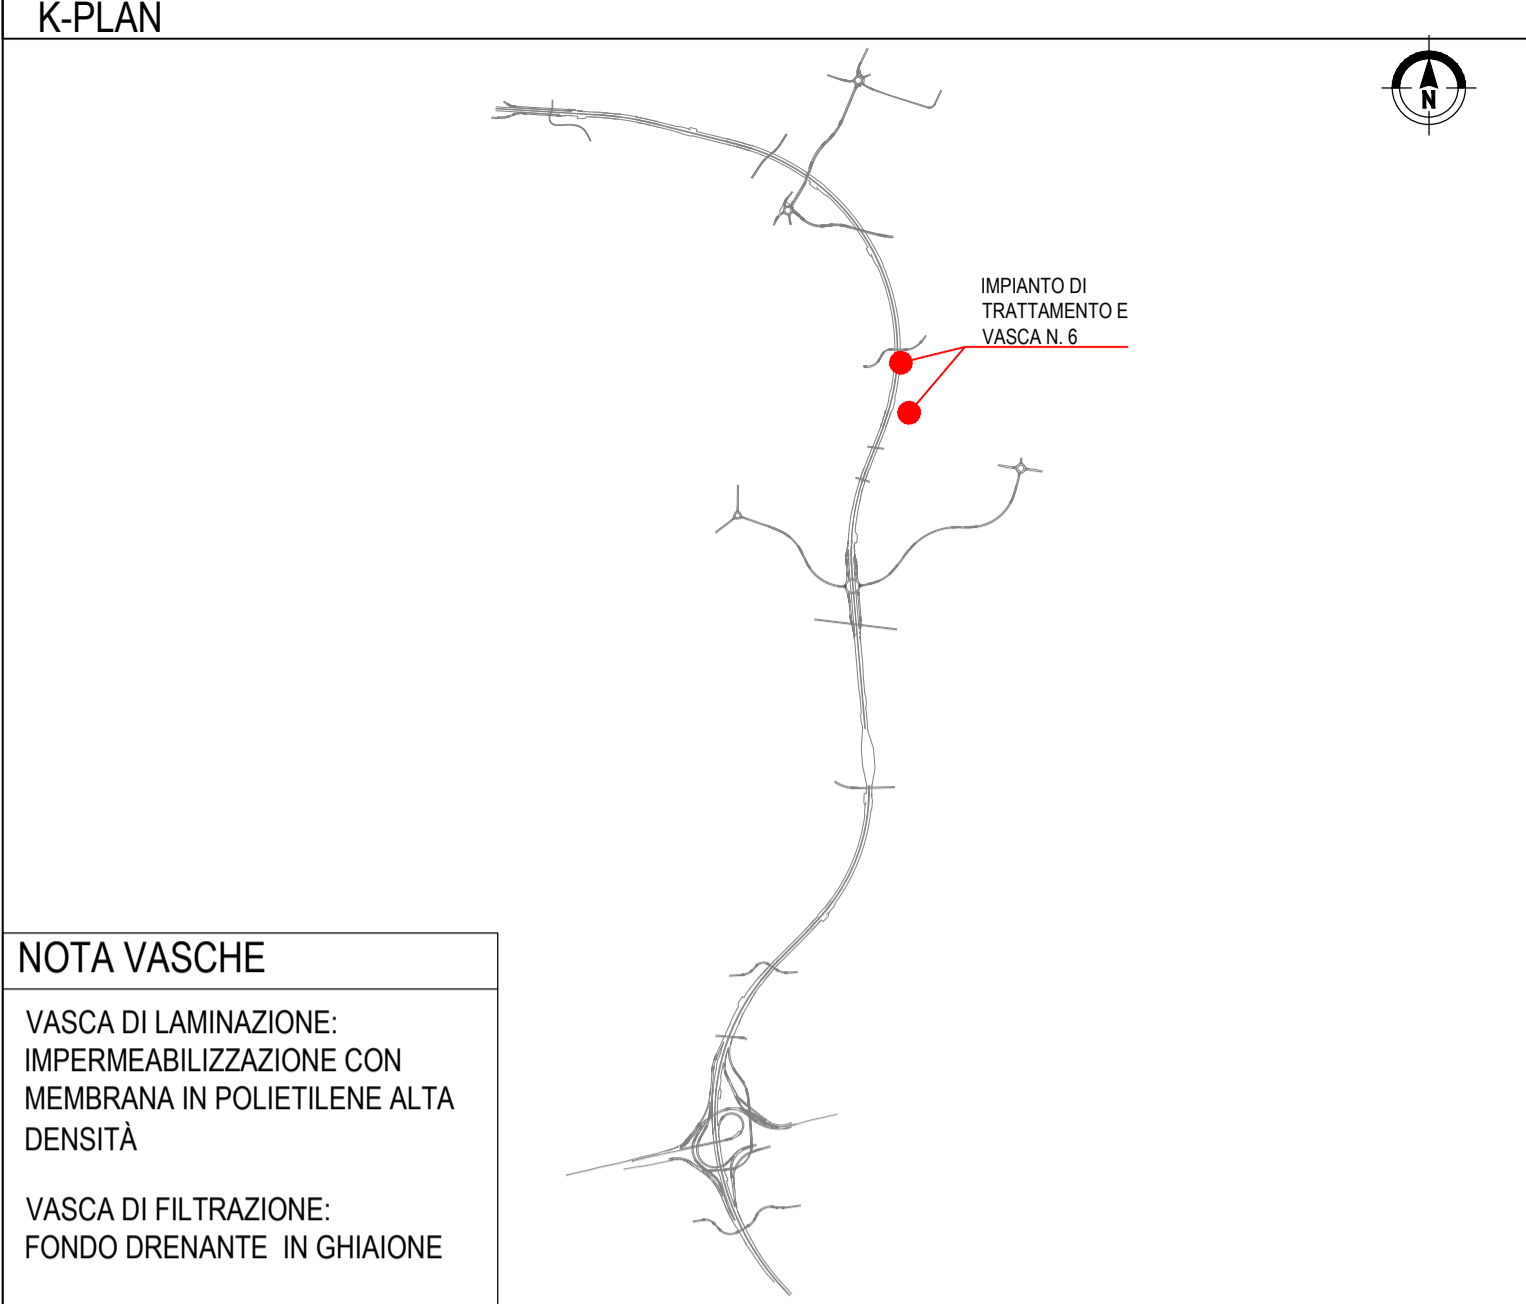 K-PLAN
N
IMPIANTO DI
TRATTAMENTO E
VASCA N. 6
NOTA VASCHE
VASCA DI LAMINAZIONE:
IMPERMEABILIZZAZIONE CON
MEMBRANA IN POLIETILENE ALTA
DENSITÀ
VASCA DI FILTRAZIONE:
FONDO DRENANTE IN GHIAIONE